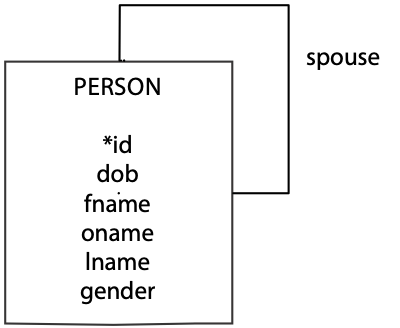 PERSON
spouse
*id
dob
fname
oname
lname
gender